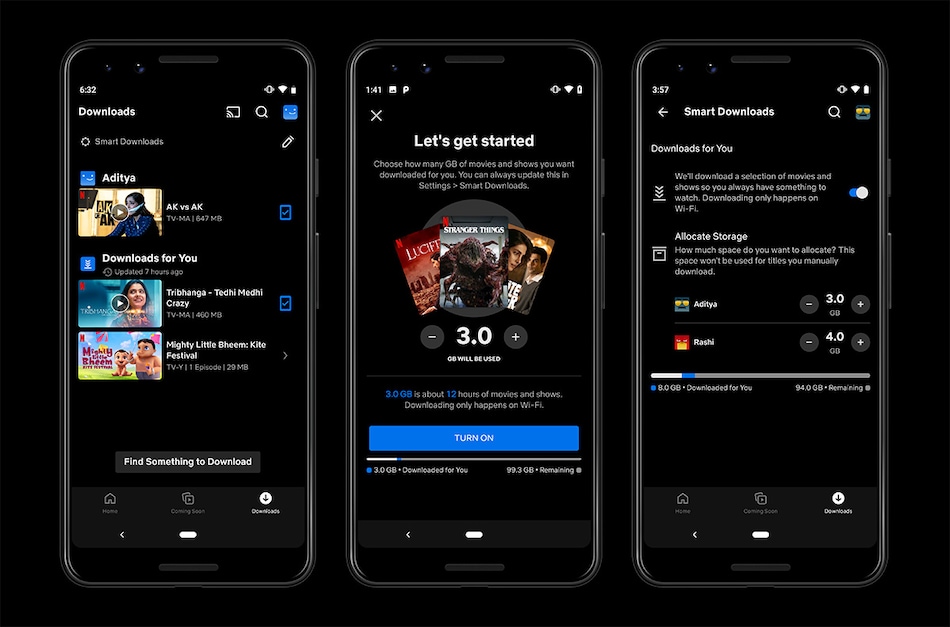 6:32
Downloads
Smart Downloads
Aditya
AK vs AK
TV-MA | 647 MB
Downloads for You
Updated 7 hours ago
Tribhanga - Tedhi Medhi
Crazy
TV-MA | 460 MB
Mighty Little Bheem: Kite
Festival
TV-Y | 1 Episode | 29 MB
Mighty
Little
Bheem
KITE FESTIVAL
Find Something to Download
Home
Coming Soon
Downloads
1:41
Let's get started
Choose how many GB of movies and shows you want
downloaded for you. You can always update this in
Settings > Smart Downloads.
STRANGER THINGS
3.0
GB WILL BE USED
3.0 GB is about 12 hours of movies and shows.
Downloading only happens on Wi-Fi.
TURN ON
3.0 GB • Downloaded for You
99.3 GB • Remaining
3:57
Smart Downloads
Downloads for You
We'll download a selection of movies and
shows so you always have something to
watch. Downloading only happens on
Wi-Fi.
Allocate Storage
How much space do you want to allocate? This
space won't be used for titles you manually
download.
Aditya
3.0
GB
Rashi
4.0
GB
8.0 GB • Downloaded for You
94.0 GB • Remaining
Home
Coming Soon
Downloads